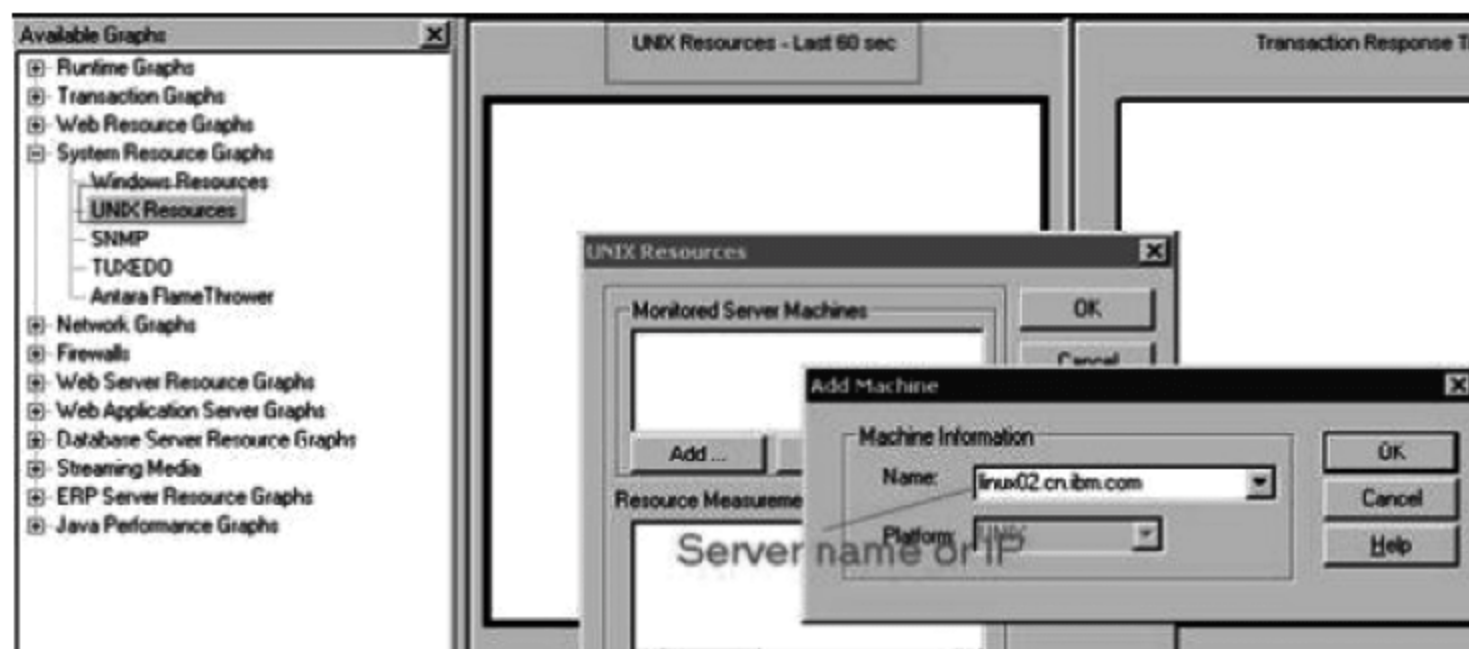 Available Graphs
Runtime Graphs
Transaction Graphs
Web Resource Graphs
System Resource Graphs
Windows Resources
UNIX Resources
SNMP
TUXEDO
Antara FlameThrower
Network Graphs
Firewalls
Web Server Resource Graphs
Web Application Server Graphs
Database Server Resource Graphs
Streaming Media
ERP Server Resource Graphs
Java Performance Graphs
UNIX Resources - Last 60 sec
Transaction Response T
UNIX Resources
Monitored Server Machines
OK
Cancel
Add ...
Resource Measureme
Add Machine
Machine Information
Name: linux02.cn.ibm.com
Platform: UNIX
OK
Cancel
Help
Server name or IP